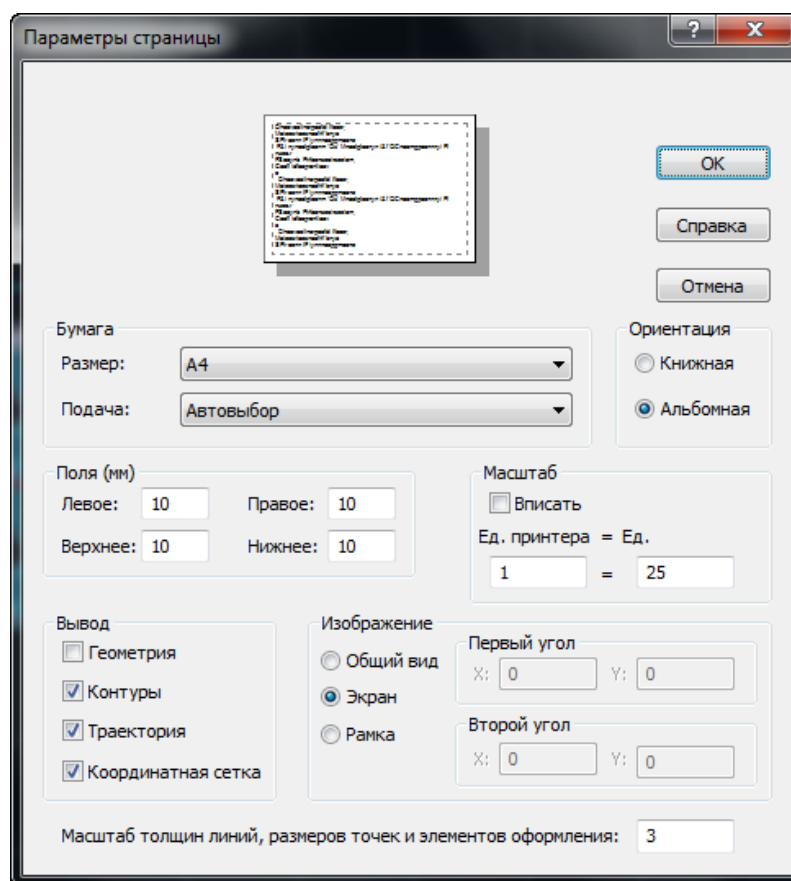 Параметры страницы
?
OK
Справка
Отмена
Бумага
Размер: A4
Подача: Автовыбор
Ориентация
Книжная
Альбомная
Поля (мм)
Левое: 10 Правое: 10
Верхнее: 10 Нижнее: 10
Масштаб
Вписать
Ед. принтера = Ед.
1 = 25
Вывод
Геометрия
Контуры
Траектория
Координатная сетка
Изображение
Общий вид
Экран
Рамка
Первый угол
X: 0 Y: 0
Второй угол
X: 0 Y: 0
Масштаб толщин линий, размеров точек и элементов оформления: 3